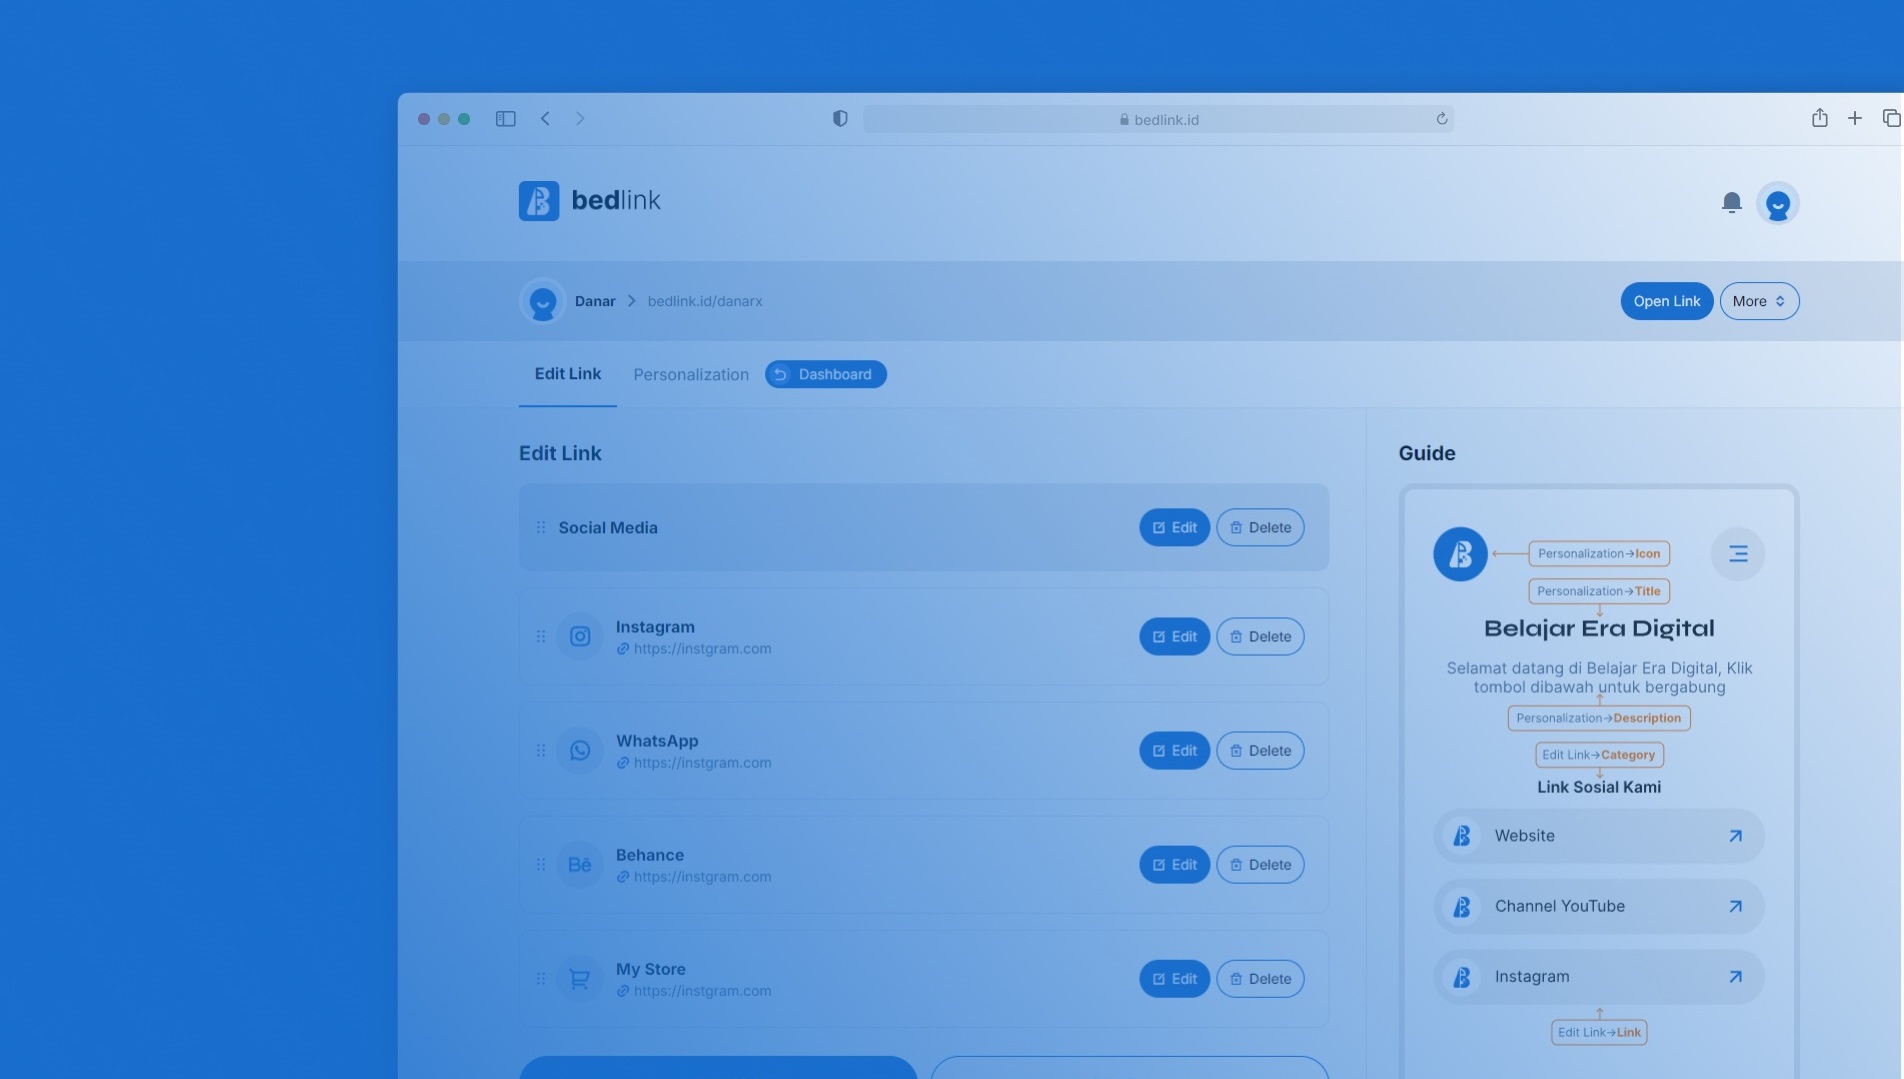 bedlink.id
bedlink
Danar
bedlink.id/danarx
Open Link
More
Edit Link
Personalization
Dashboard
Edit Link
Social Media
Edit
Delete
Instagram
https://instgram.com
Edit
Delete
WhatsApp
https://instgram.com
Edit
Delete
Bē
Behance
https://instgram.com
Edit
Delete
My Store
https://instgram.com
Edit
Delete
Guide
Personalization→Icon
Personalization→Title
Belajar Era Digital
Selamat datang di Belajar Era Digital, Klik
tombol dibawah untuk bergabung
Personalization→Description
Edit Link→Category
Link Sosial Kami
Website
Channel YouTube
Instagram
Edit Link→Link